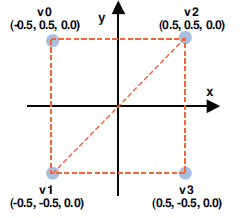 v0
(-0.5, 0.5, 0.0)
y
v2
(0.5, 0.5, 0.0)
x
v1
(-0.5, -0.5, 0.0)
v3
(0.5, -0.5, 0.0)